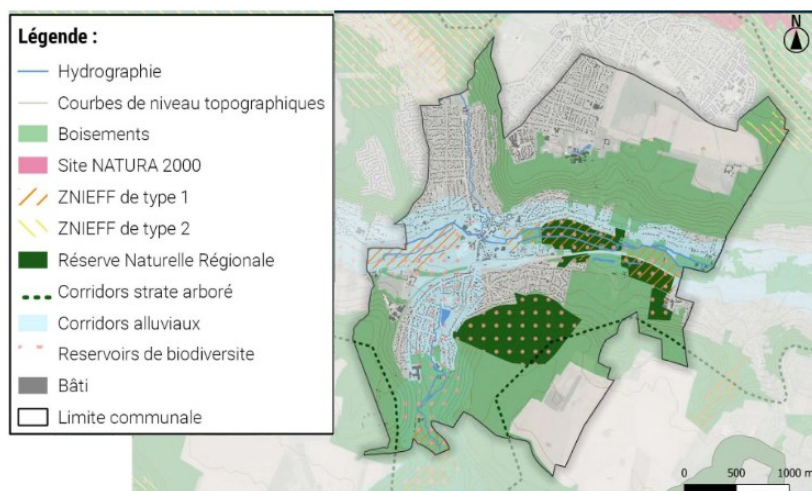 Légende :
Hydrographie
Courbes de niveau topographiques
Boisements
Site NATURA 2000
ZNIEFF de type 1
ZNIEFF de type 2
Réserve Naturelle Régionale
Corridors strate arboré
Corridors alluviaux
Reservoirs de biodiversite
Bâti
Limite communale
N
0 500 1000 m